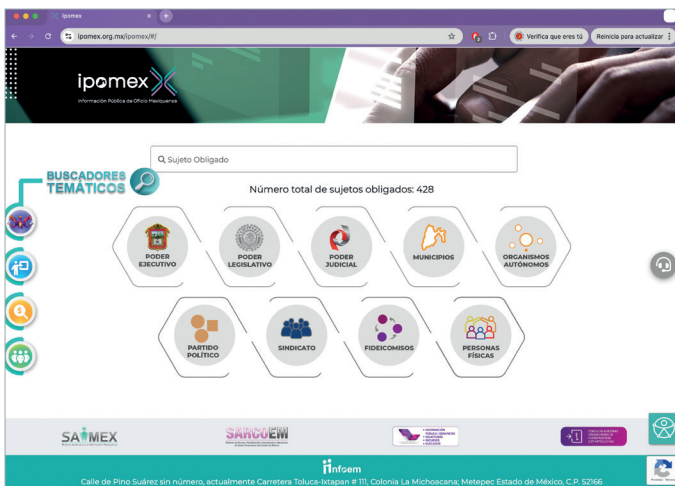 Ipomex
ipomex.org.mx/ipomex/#/
Verifica que eres tú
Reinicia para actualizar
ipomex
Información Pública de Oficio Mexiquense
Sujeto Obligado
BUSCADORES
TEMÁTICOS
Número total de sujetos obligados: 428
PODER
EJECUTIVO
PODER
LEGISLATIVO
PODER
JUDICIAL
MUNICIPIOS
ORGANISMOS
AUTÓNOMOS
PARTIDO
POLÍTICO
SINDICATO
FIDEICOMISOS
PERSONAS
FÍSICAS
SAIMEX
SARCOEM
infoem
Calle de Pino Suárez sin número, actualmente Carretera Toluca-Ixtapan # 111, Colonia La Michoacana; Metepec Estado de México, C.P. 52166